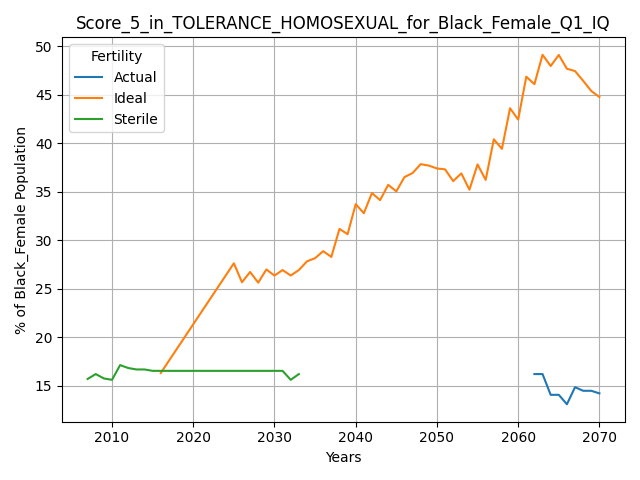 Score_5_in_TOLERANCE_HOMOSEXUAL_for_Black_Female_Q1_IQ
Fertility
Actual
Ideal
Sterile
% of Black_Female Population
50
45
40
35
30
25
20
15
2010 2020 2030 2040 2050 2060 2070
Years